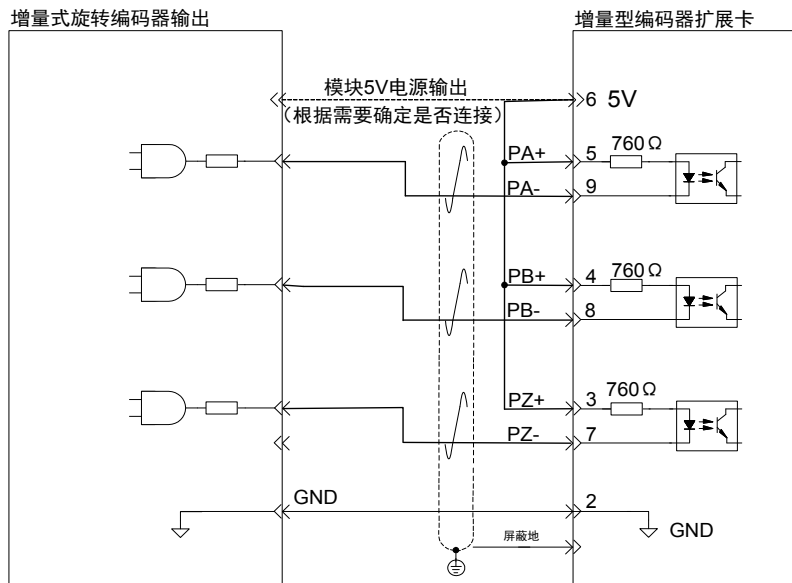 增量式旋转编码器输出
增量型编码器扩展卡
模块5V电源输出
（根据需要确定是否连接）
6 5V
PA+ 5 760Ω
PA- 9
PB+ 4 760Ω
PB- 8
PZ+ 3 760Ω
PZ- 7
GND 2
GND
屏蔽地